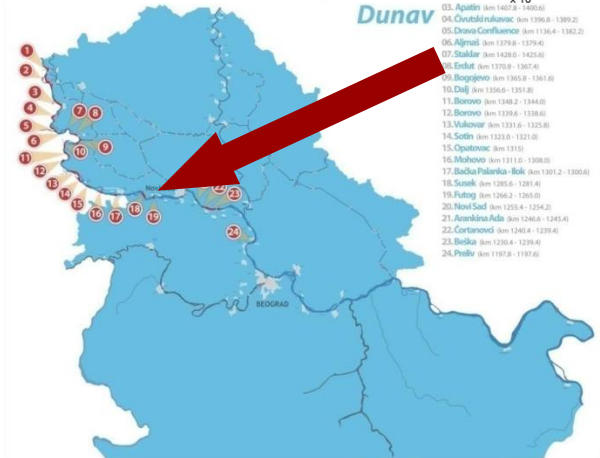 Dunav
03. Apatin (km 1407.8 - 1400.6)
04. Čivutski rukavac (km 1396.8 - 1389.2)
05. Drava Confluence (km 1136.4 - 1382.2)
06. Aljmaš (km 1379.8 - 1379.4)
07. Staklar (km 1428.0 - 1425.6)
08. Erdut (km 1370.8 - 1367.4)
09. Bogojevo (km 1365.8 - 1361.6)
10. Dalj (km 1356.6 - 1351.8)
11. Borovo (km 1348.2 - 1344.0)
12. Borovo (km 1339.6 - 1338.6)
13. Vukovar (km 1331.6 - 1325.8)
14. Sotin (km 1323.0 - 1321.0)
15. Opatovac (km 1315)
16. Mohovo (km 1311.0 - 1308.0)
17. Bačka Palanka - Ilok (km 1301.2 - 1300.6)
18. Susek (km 1285.6 - 1281.4)
19. Futog (km 1266.2 - 1265.0)
20. Novi Sad (km 1255.4 - 1254.2)
21. Arankina Ada (km 1246.6 - 1245.4)
22. Čortanovci (km 1240.4 - 1239.4)
23. Beška (km 1230.4 - 1239.4)
24. Preliv (km 1197.8 - 1197.6)
1
2
3
4
7
8
5
6
9
10
11
12
13
14
15
16
17
18
19
22
23
24
BEOGRAD